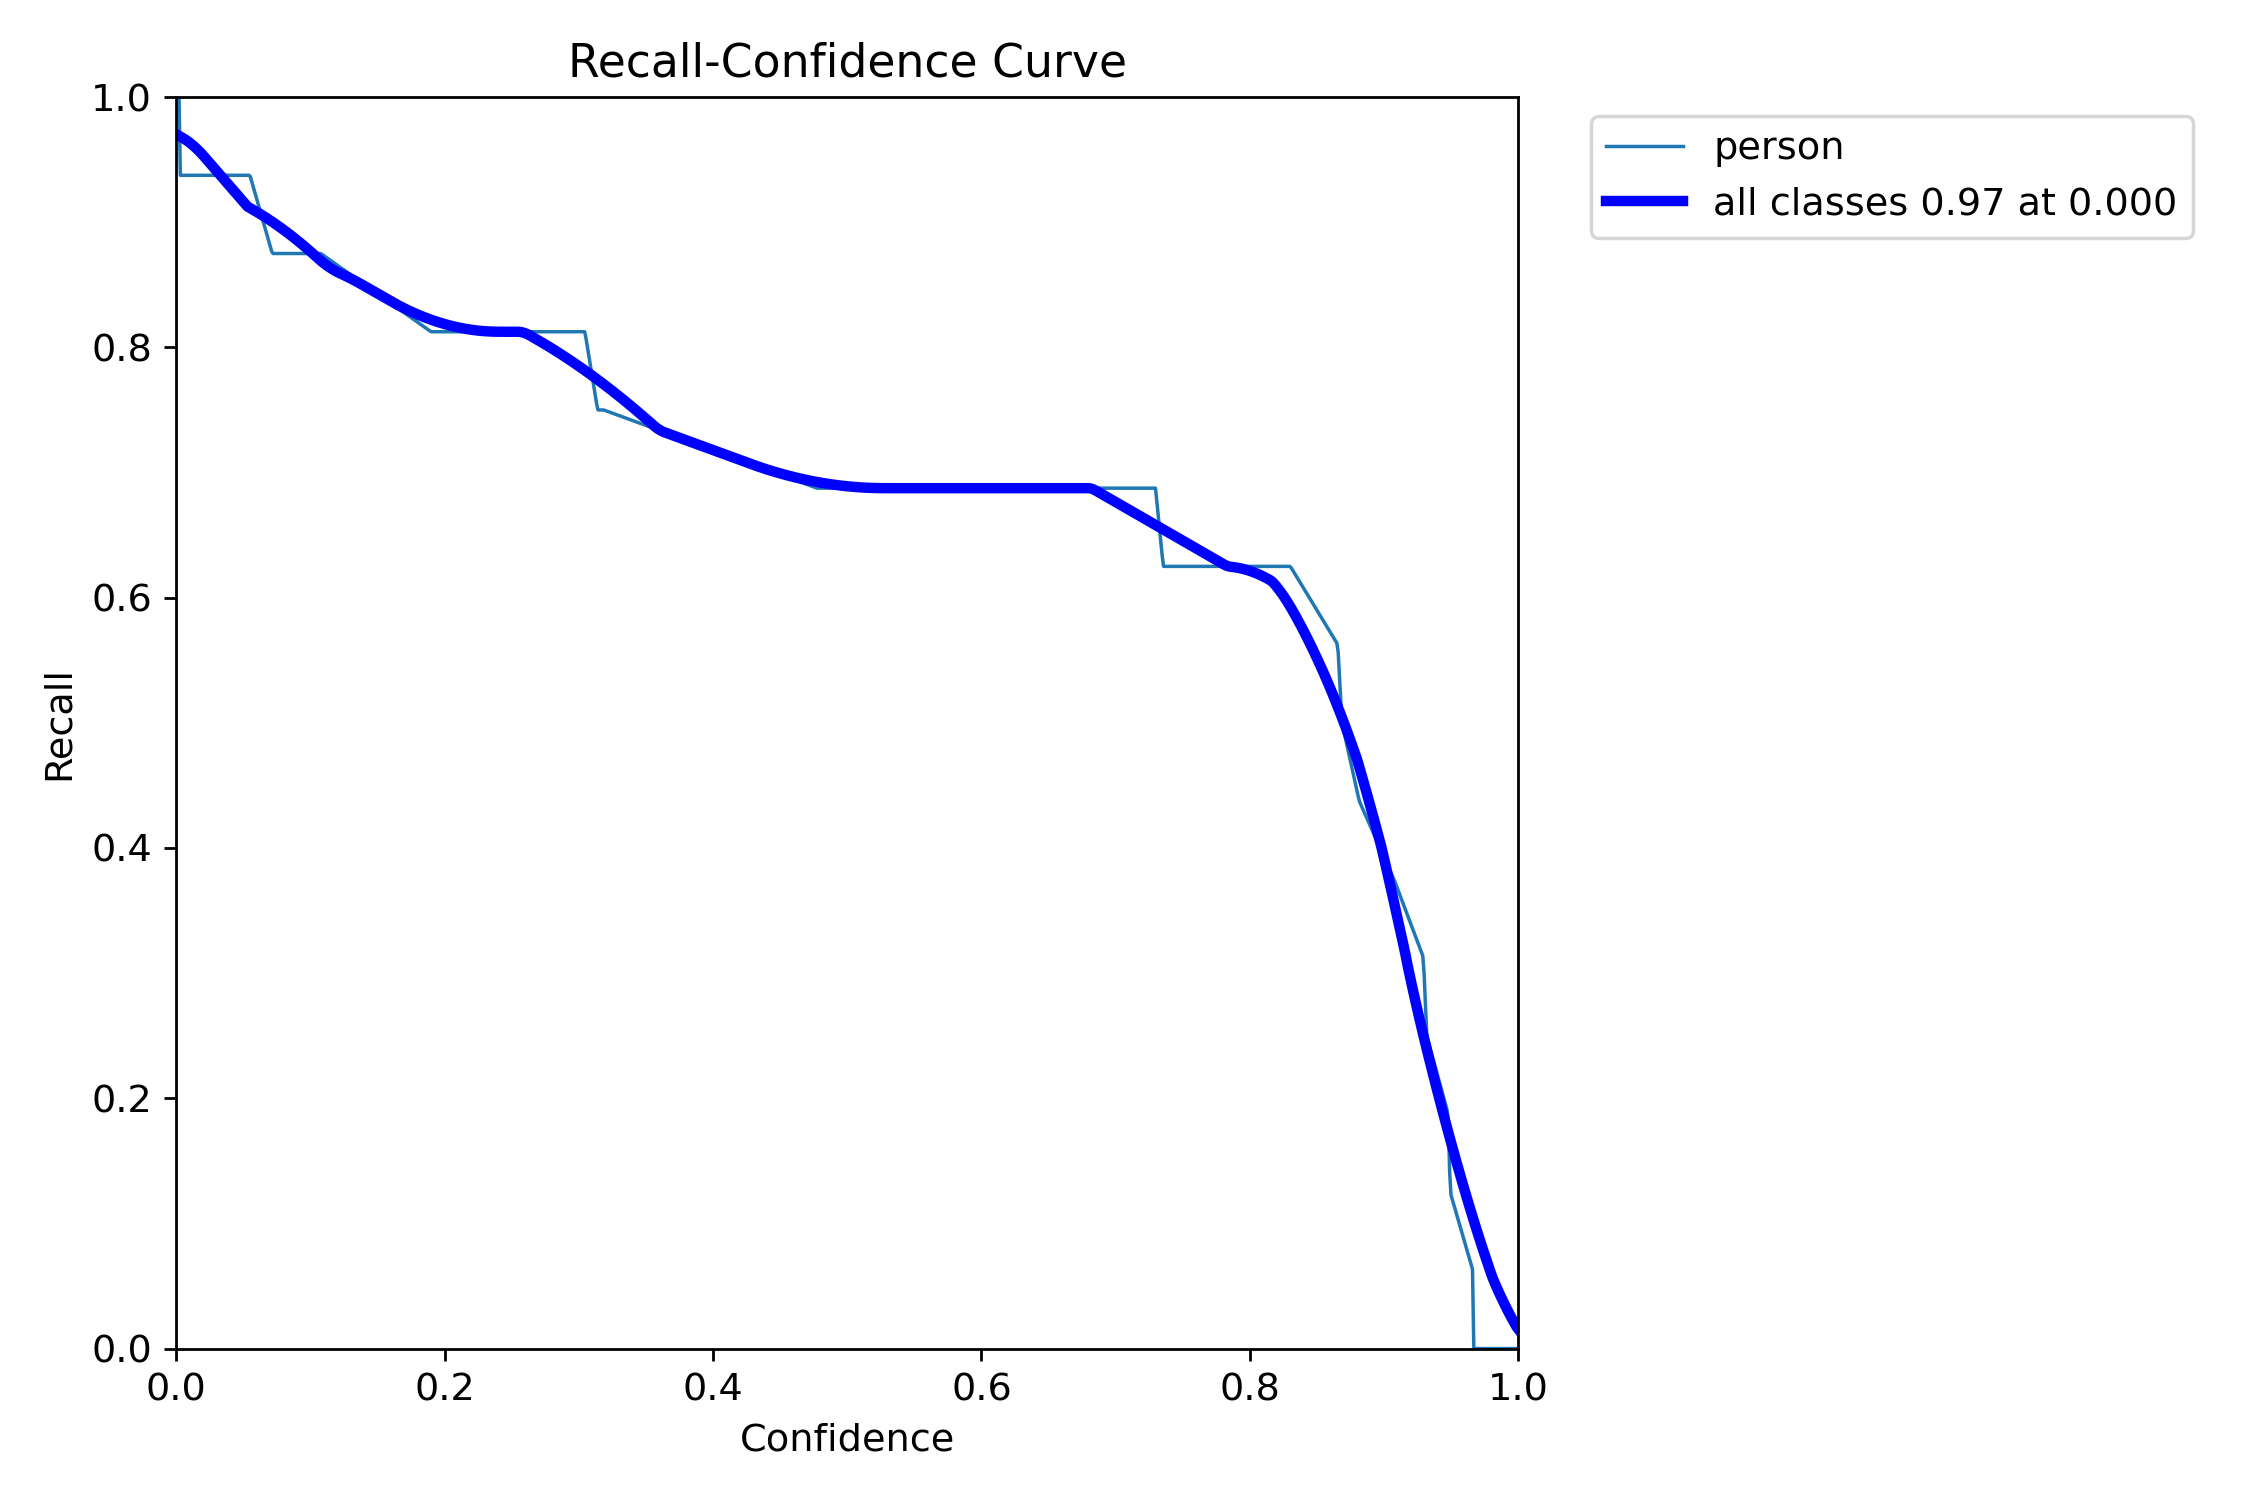 Recall-Confidence Curve
1.0
0.8
0.6
0.4
0.2
0.0
Recall
0.0 0.2 0.4 0.6 0.8 1.0
Confidence
person
all classes 0.97 at 0.000